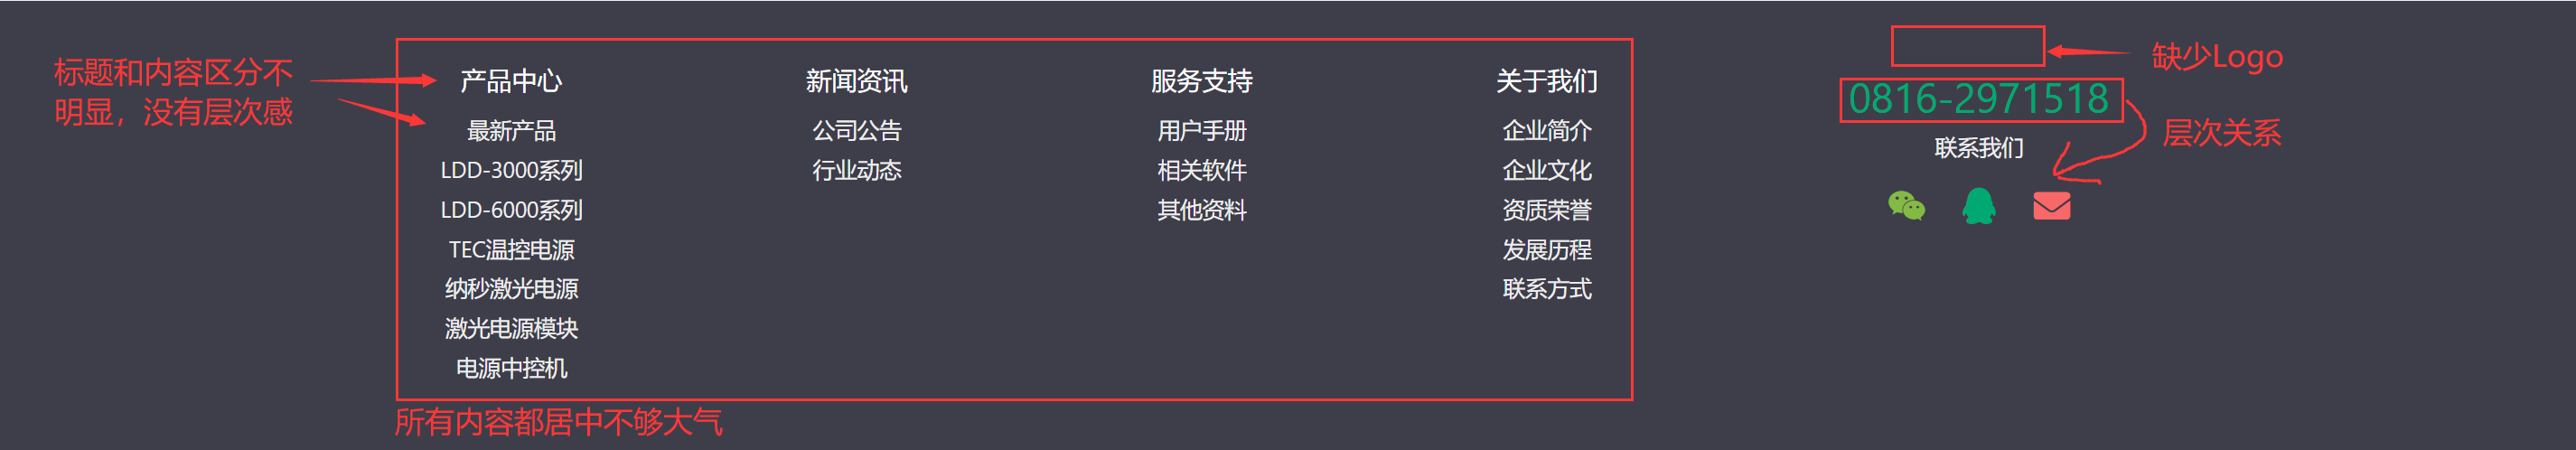 标题和内容区分不
明显，没有层次感
产品中心
最新产品
LDD-3000系列
LDD-6000系列
TEC温控电源
纳秒激光电源
激光电源模块
电源中控机
新闻资讯
公司公告
行业动态
服务支持
用户手册
相关软件
其他资料
关于我们
企业简介
企业文化
资质荣誉
发展历程
联系方式
所有内容都居中不够大气
缺少Logo
0816-2971518
层次关系
联系我们